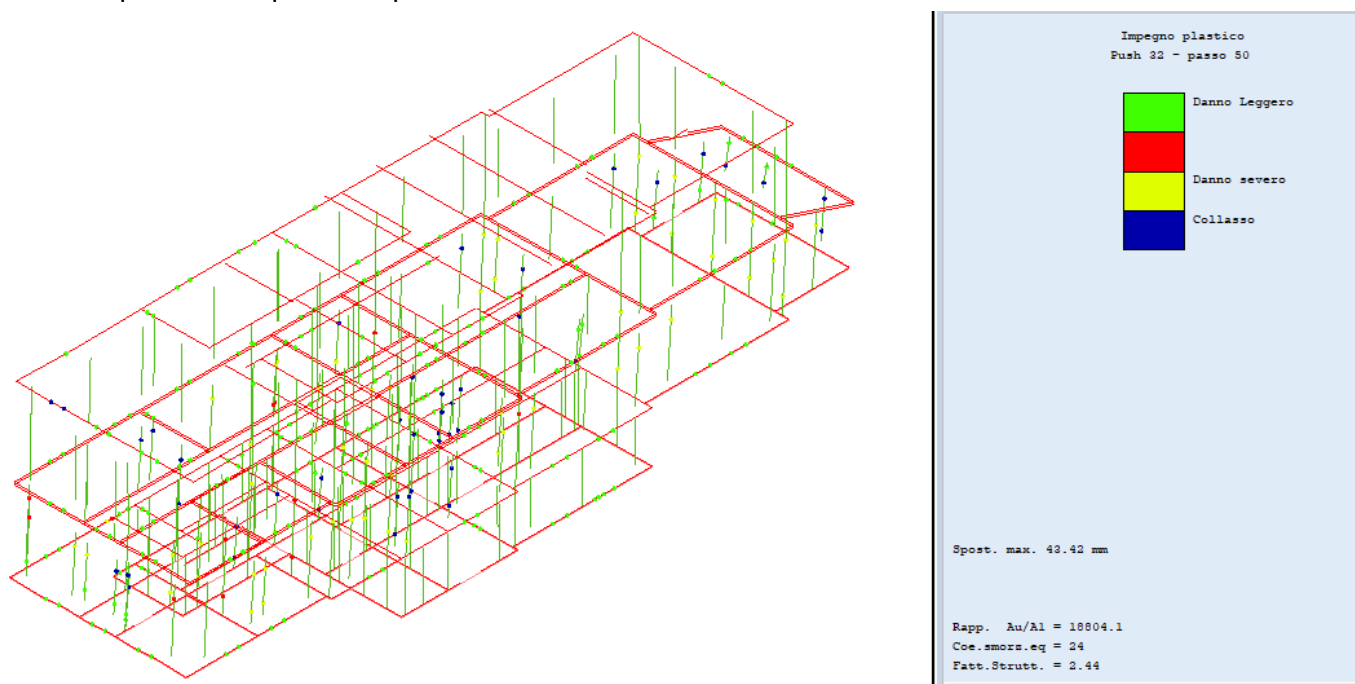 Impegno plastico
Push 32 - passo 50
Danno Leggero
Danno severo
Collasso
Spost. max. 43.42 mm
Rapp. Au/Al = 18804.1
Coe.smorz.eq = 24
Fatt.Strutt. = 2.44